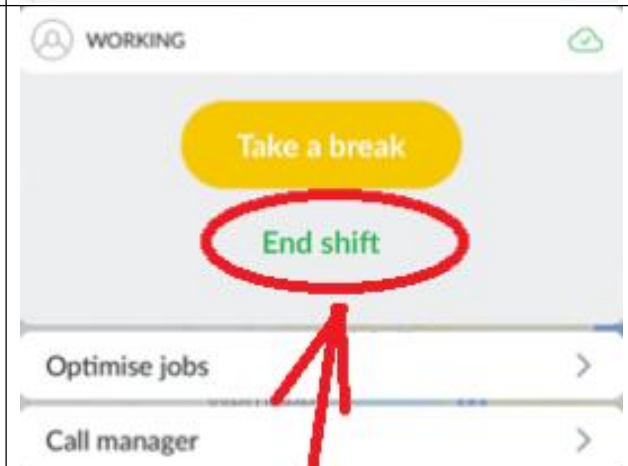 WORKING
Take a break
End shift
Optimise jobs
Call manager